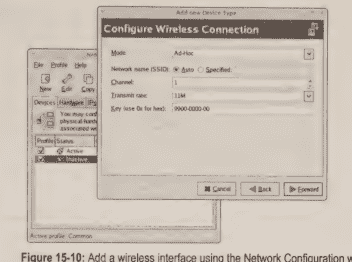 Add new Device Type
Configure Wireless Connection
Mode: Ad-Hoc
Network name (SSID): Auto Specified:
Channel: 1
Transmit rate: 11M
Key (use 0x for hex): 9900-0000-00
Cancel Back Forward
File Profile Help
New Edit Copy
Devices Hardware
You may
physical hardw
associated wi
Profile Status
Active
Inactive
Active profile: Common
Figure 15-10: Add a wireless interface using the Network Configuration w